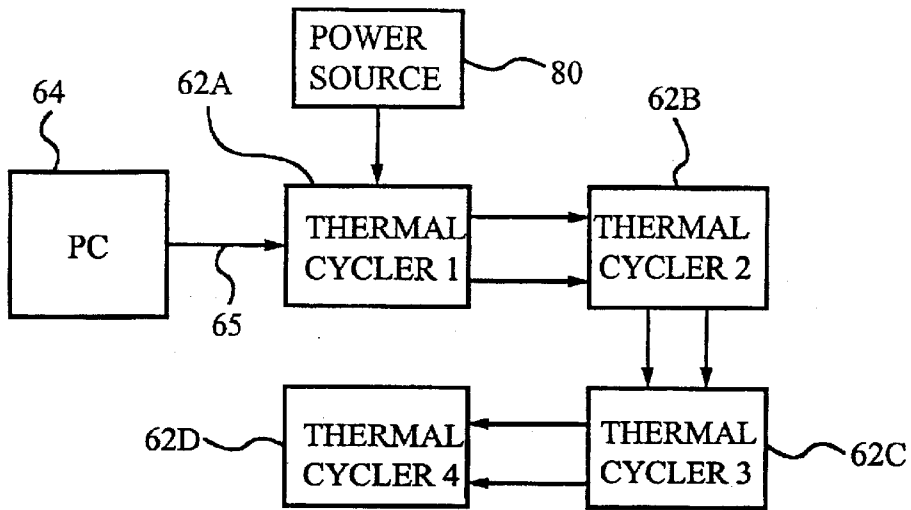 POWER
SOURCE
80
62A
64
62B
PC
THERMAL
CYCLER 1
THERMAL
CYCLER 2
65
62D
THERMAL
CYCLER 4
THERMAL
CYCLER 3
62C